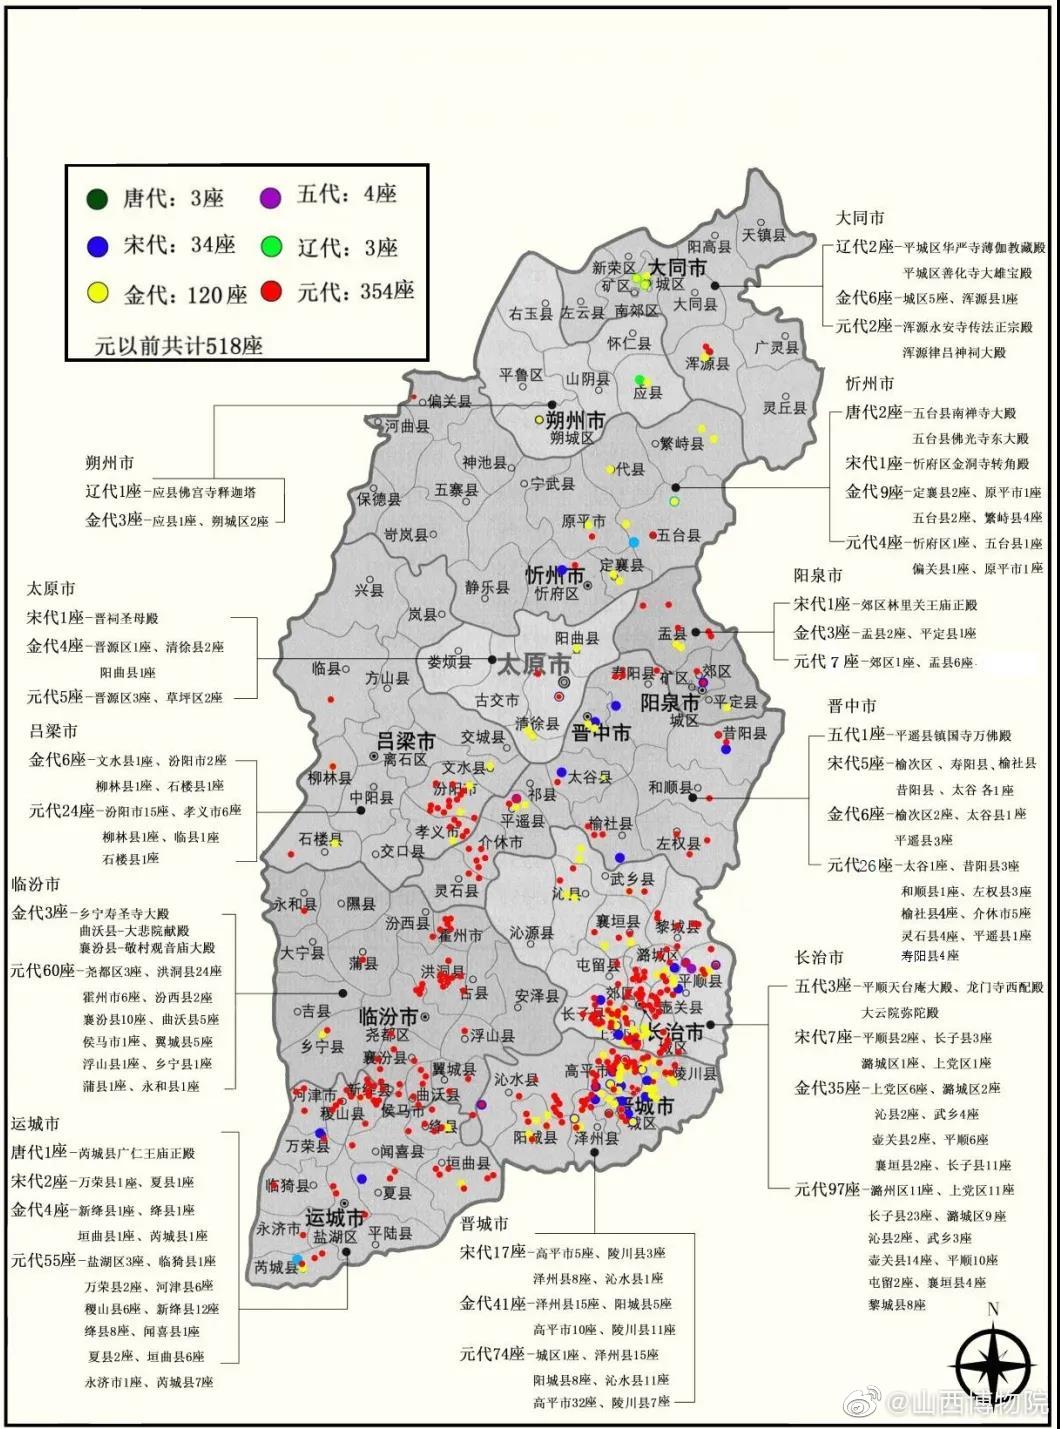 唐代：3座
五代：4座
宋代：34座
辽代：3座
金代：120座
元代：354座
元以前共计518座
大同市
辽代2座-平城区华严寺薄伽教藏殿
平城区善化寺大雄宝殿
金代6座-城区5座、浑源县1座
元代2座-浑源永安寺传法正宗殿
浑源律吕神祠大殿
忻州市
唐代2座-五台县南禅寺大殿
五台县佛光寺东大殿
宋代1座-忻府区金洞寺转角殿
金代9座-定襄县2座、原平市1座
五台县2座、繁峙县4座
元代4座-忻府区1座、五台县1座
偏关县1座、原平市1座
阳泉市
宋代1座-郊区林里关王庙正殿
金代3座-盂县2座、平定县1座
元代7座-郊区1座、盂县6座
晋中市
五代1座-平遥县镇国寺万佛殿
宋代5座-榆次区、寿阳县、榆社县
昔阳县、太谷各1座
金代6座-榆次区2座、太谷县1座
平遥县3座
元代26座-太谷1座、昔阳县3座
和顺县1座、左权县3座
榆社县4座、介休市5座
灵石县4座、平遥县1座
寿阳县4座
长治市
五代3座-平顺天台庵大殿、龙门寺西配殿
大云院弥陀殿
宋代7座-平顺县2座、长子县3座
潞城区1座、上党区1座
金代35座-上党区6座、潞城区2座
沁县2座、武乡4座
壶关县2座、平顺6座
襄垣县2座、长子县11座
元代97座-潞州区11座、上党区11座
长子县23座、潞城区9座
沁县2座、武乡3座
壶关县14座、平顺10座
屯留2座、襄垣县4座
黎城县8座
朔州市
辽代1座-应县佛宫寺释迦塔
金代3座-应县1座、朔城区2座
太原市
宋代1座-晋祠圣母殿
金代4座-晋源区1座、清徐县2座
阳曲县1座
元代5座-晋源区3座、草坪区2座
吕梁市
金代6座-文水县1座、汾阳市2座
柳林县1座、石楼县1座
元代24座-汾阳市15座、孝义市6座
柳林县1座、临县1座
石楼县1座
临汾市
金代3座-乡宁寿圣寺大殿
曲沃县-大悲院献殿
襄汾县-敬村观音庙大殿
元代60座-尧都区3座、洪洞县24座
霍州市6座、汾西县2座
襄汾县10座、曲沃县5座
侯马市1座、翼城县5座
浮山县1座、乡宁县1座
蒲县1座、永和县1座
运城市
唐代1座-芮城县广仁王庙正殿
宋代2座-万荣县1座、夏县1座
金代4座-新绛县1座、绛县1座
垣曲县1座、芮城县1座
元代55座-盐湖区3座、临猗县1座
万荣县2座、河津县6座
稷山县6座、新绛县12座
绛县8座、闻喜县1座
夏县2座、垣曲县6座
永济市1座、芮城县7座
晋城市
宋代17座-高平市5座、陵川县3座
泽州县8座、沁水县1座
金代41座-泽州县15座、阳城县5座
高平市10座、陵川县11座
元代74座-城区1座、泽州县15座
阳城县8座、沁水县11座
高平市32座、陵川县7座
天镇县
阳高县
新荣区
大同市
矿区
城区
大同县
右玉县
左云县
南郊区
怀仁县
广灵县
浑源县
平鲁区
山阴县
应县
灵丘县
偏关县
朔州市
朔城区
河曲县
繁峙县
神池县
代县
宁武县
五寨县
保德县
原平市
岢岚县
五台县
忻州市
忻府区
定襄县
兴县
静乐县
岚县
阳曲县
盂县
娄烦县
太原市
临县
方山县
寿阳县
矿区
郊区
古交市
阳泉市
平定县
城区
清徐县
晋中市
昔阳县
吕梁市
离石区
交城县
文水县
太谷县
柳林县
中阳县
汾阳市
祁县
和顺县
平遥县
榆社县
孝义市
介休市
左权县
石楼县
交口县
灵石县
武乡县
沁县
永和县
隰县
汾西县
襄垣县
黎城县
霍州市
沁源县
大宁县
蒲县
潞城区
洪洞县
屯留县
平顺县
古县
安泽县
郊区
吉县
长子县
壶关县
临汾市
尧都区
浮山县
长治市
城区
乡宁县
襄汾县
翼城县
沁水县
高平市
陵川县
河津市
新绛县
曲沃县
稷山县
侯马市
绛县
晋城市
城区
万荣县
阳城县
泽州县
闻喜县
垣曲县
临猗县
夏县
运城市
盐湖区
永济市
平陆县
芮城县
N
@山西博物院